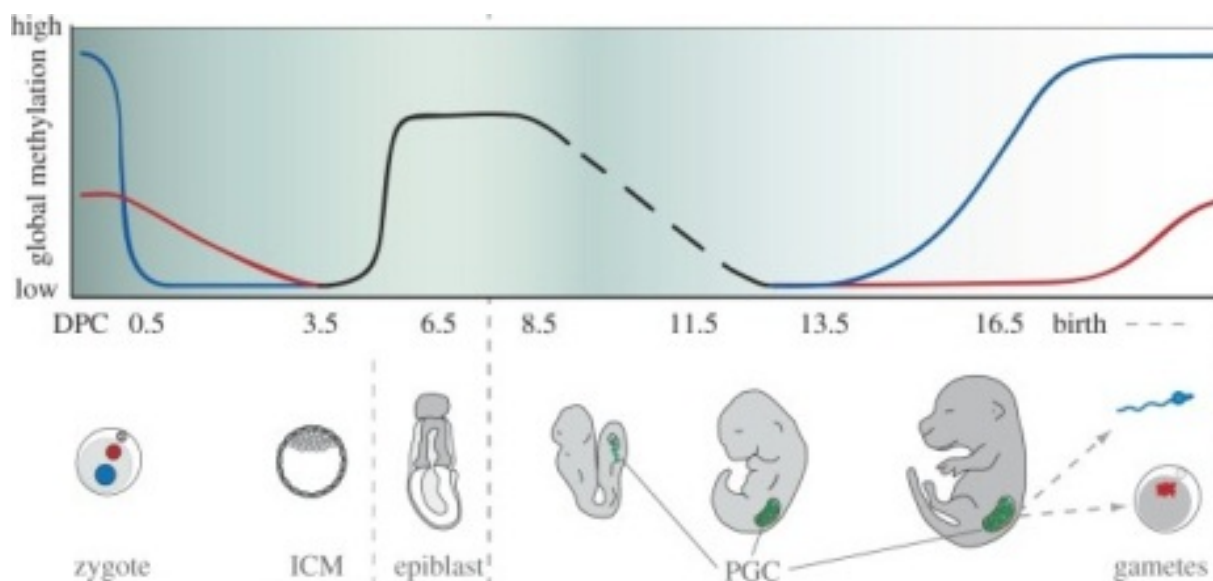 high
global methylation
low
DPC 0.5 3.5 6.5 8.5 11.5 13.5 16.5 birth
zygote ICM epiblast PGC gametes